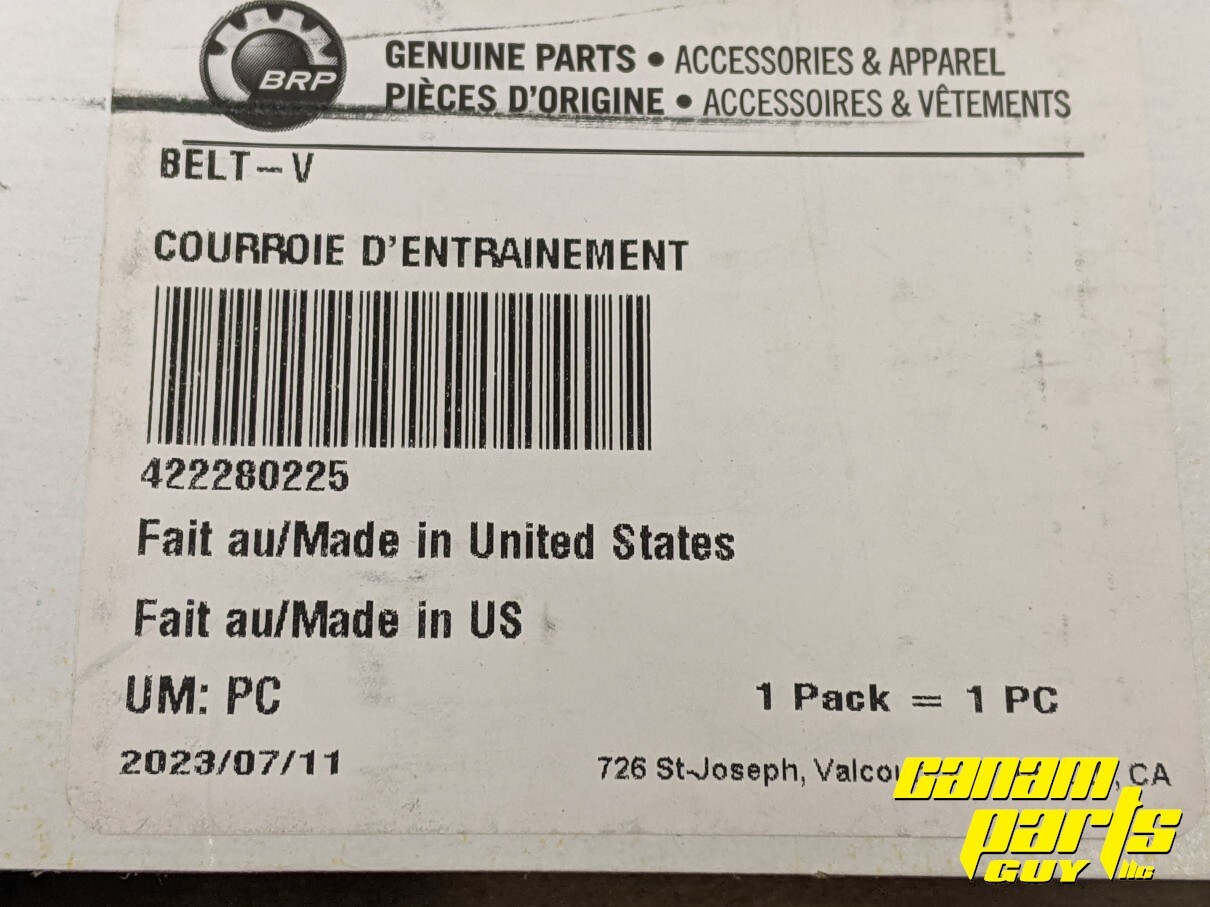 BRP
GENUINE PARTS • ACCESSORIES & APPAREL
PIÈCES D'ORIGINE • ACCESSOIRES & VÊTEMENTS
BELT-V
COURROIE D'ENTRAINEMENT
422280225
Fait au/Made in United States
Fait au/Made in US
UM: PC
1 Pack = 1 PC
2023/07/11
726 St-Joseph, CA
canam
parts
GUY llc